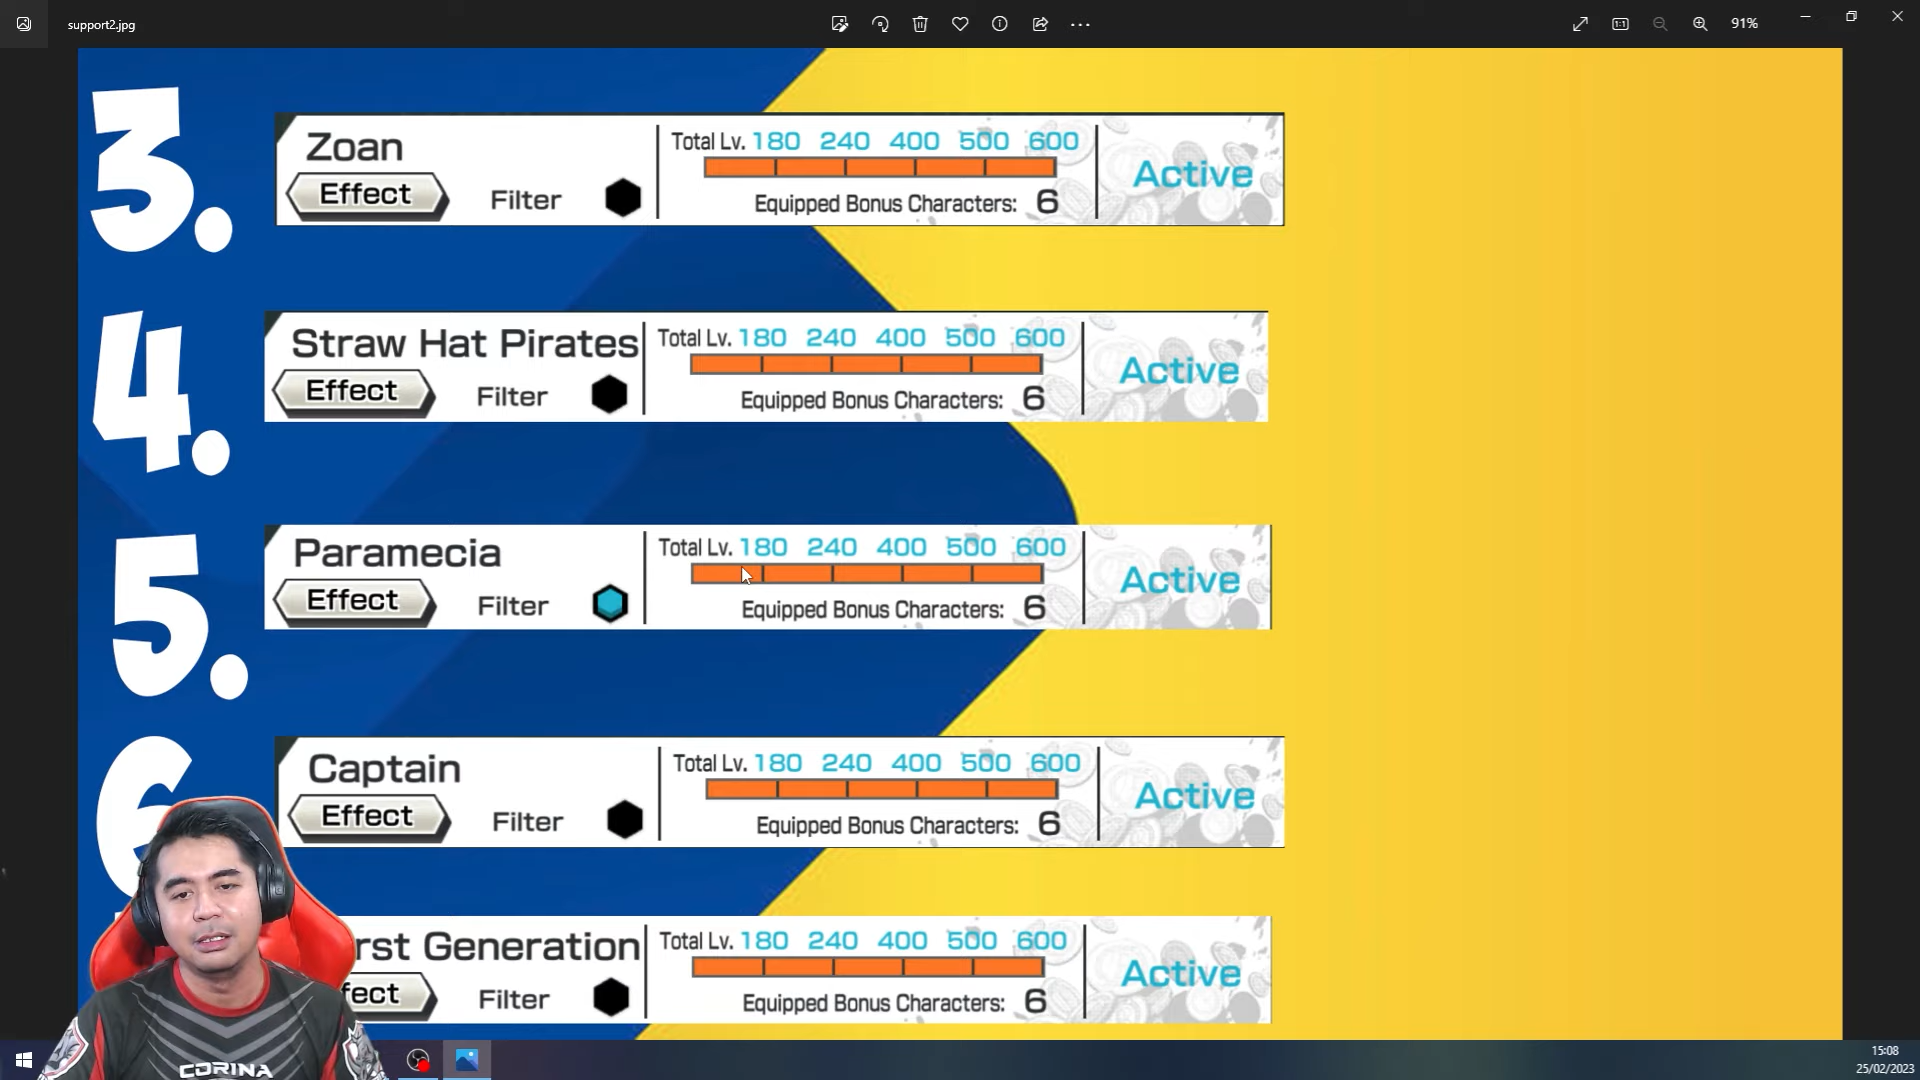 support2.jpg
91%
3.
Zoan
Total Lv. 180 240 400 500 600
Effect
Filter
Equipped Bonus Characters: 6
Active
4.
Straw Hat Pirates
Total Lv. 180 240 400 500 600
Effect
Filter
Equipped Bonus Characters: 6
Active
5.
Paramecia
Total Lv. 180 240 400 500 600
Effect
Filter
Equipped Bonus Characters: 6
Active
6
Captain
Total Lv. 180 240 400 500 600
Effect
Filter
Equipped Bonus Characters: 6
Active
rst Generation
Total Lv. 180 240 400 500 600
fect
Filter
Equipped Bonus Characters: 6
Active
CORINA
15:08
25/02/2023